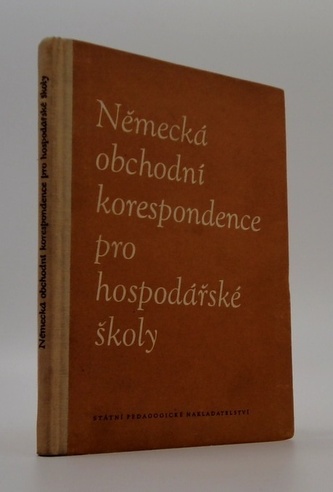 Německá obchodní korespondence pro hospodářské školy
Německá
obchodní
korespondence
pro
hospodářské
školy
STÁTNÍ PEDAGOGICKÉ NAKLADATELSTVÍ